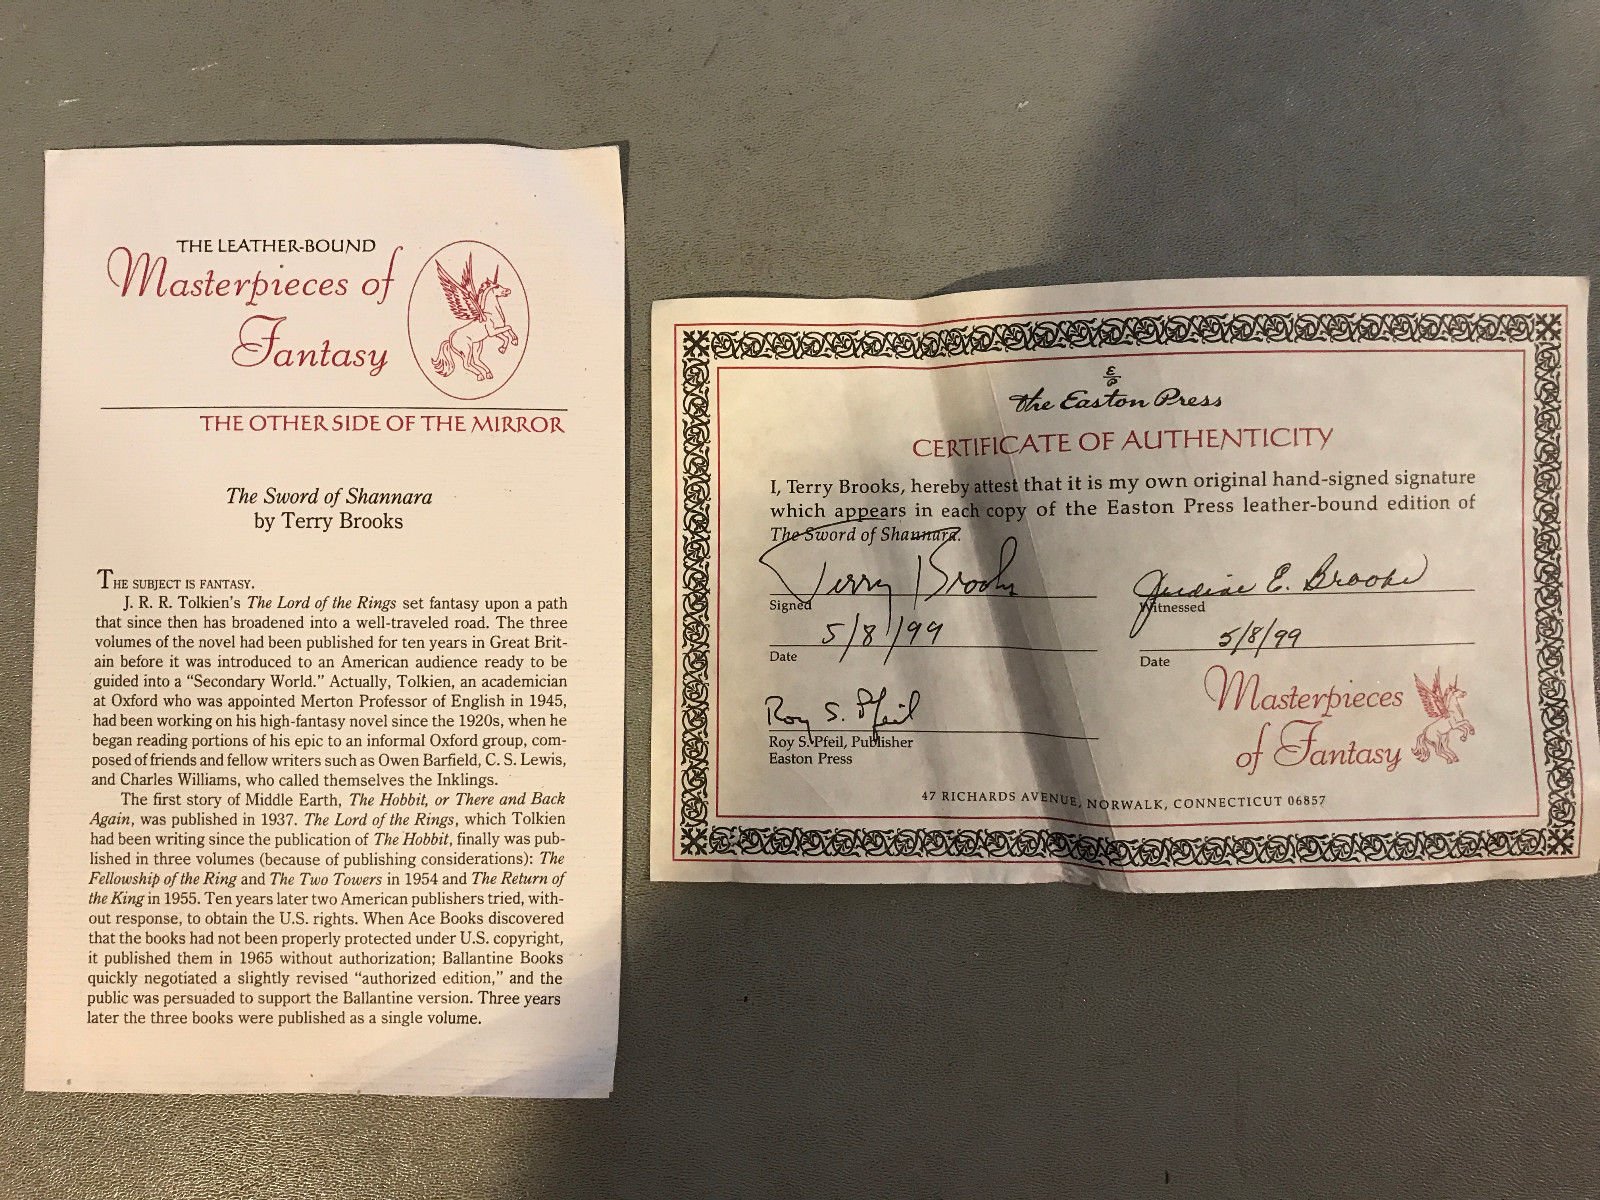 THE LEATHER-BOUND
Masterpieces of
Fantasy
THE OTHER SIDE OF THE MIRROR
The Sword of Shannara
by Terry Brooks
THE SUBJECT IS FANTASY.
J. R. R. Tolkien's The Lord of the Rings set fantasy upon a path
that since then has broadened into a well-traveled road. The three
volumes of the novel had been published for ten years in Great Brit-
ain before it was introduced to an American audience ready to be
guided into a "Secondary World." Actually, Tolkien, an academician
at Oxford who was appointed Merton Professor of English in 1945,
had been working on his high-fantasy novel since the 1920s, when he
began reading portions of his epic to an informal Oxford group, com-
posed of friends and fellow writers such as Owen Barfield, C. S. Lewis,
and Charles Williams, who called themselves the Inklings.
The first story of Middle Earth, The Hobbit, or There and Back
Again, was published in 1937. The Lord of the Rings, which Tolkien
had been writing since the publication of The Hobbit, finally was pub-
lished in three volumes (because of publishing considerations): The
Fellowship of the Ring and The Two Towers in 1954 and The Return of
the King in 1955. Ten years later two American publishers tried, with-
out response, to obtain the U.S. rights. When Ace Books discovered
that the books had not been properly protected under U.S. copyright,
it published them in 1965 without authorization; Ballantine Books
quickly negotiated a slightly revised "authorized edition," and the
public was persuaded to support the Ballantine version. Three years
later the three books were published as a single volume.
E/P
The Easton Press
CERTIFICATE OF AUTHENTICITY
I, Terry Brooks, hereby attest that it is my own original hand-signed signature
which appears in each copy of the Easton Press leather-bound edition of
The Sword of Shannara.
Terry Brooks
Signed
5/8/99
Date
Judine E. Brooks
Witnessed
5/8/99
Date
Roy S. Pfeil
Roy S. Pfeil, Publisher
Easton Press
Masterpieces
of Fantasy
47 RICHARDS AVENUE, NORWALK, CONNECTICUT 06857